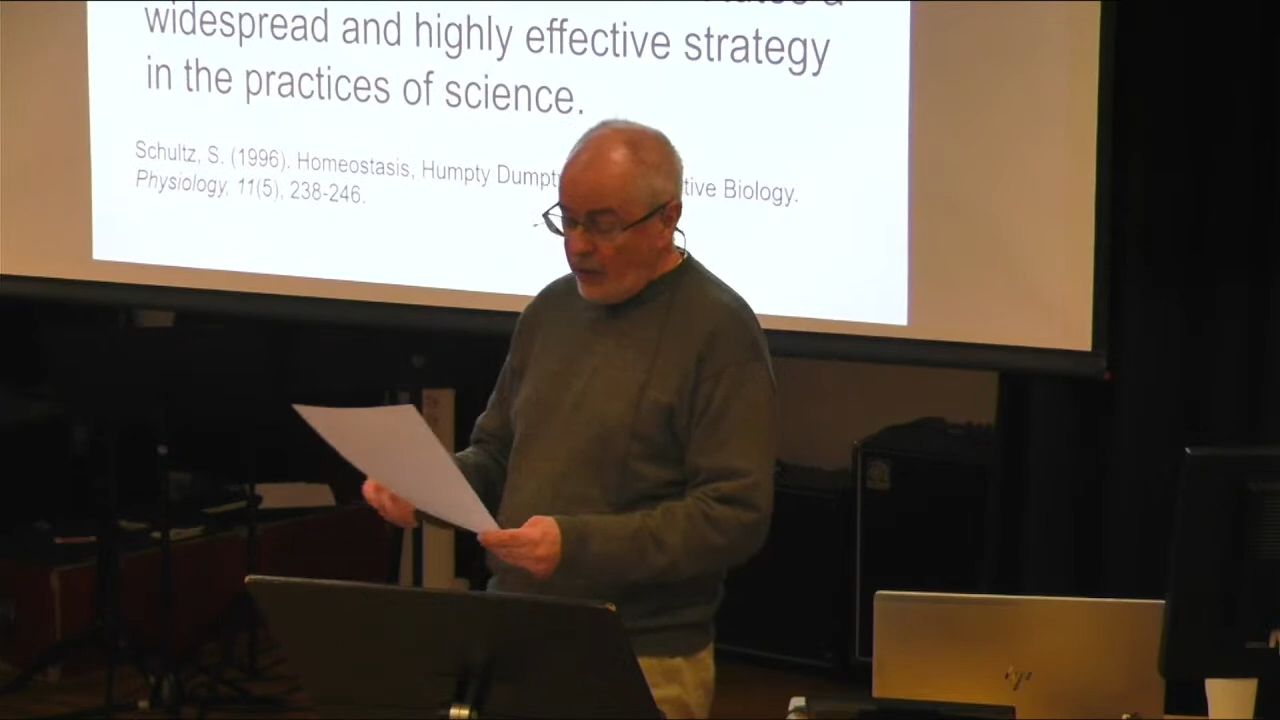 widespread and highly effective strategy
in the practices of science.
Schultz, S. (1996). Homeostasis, Humpty tive Biology.
Physiology, 11(5), 238-246.
hp